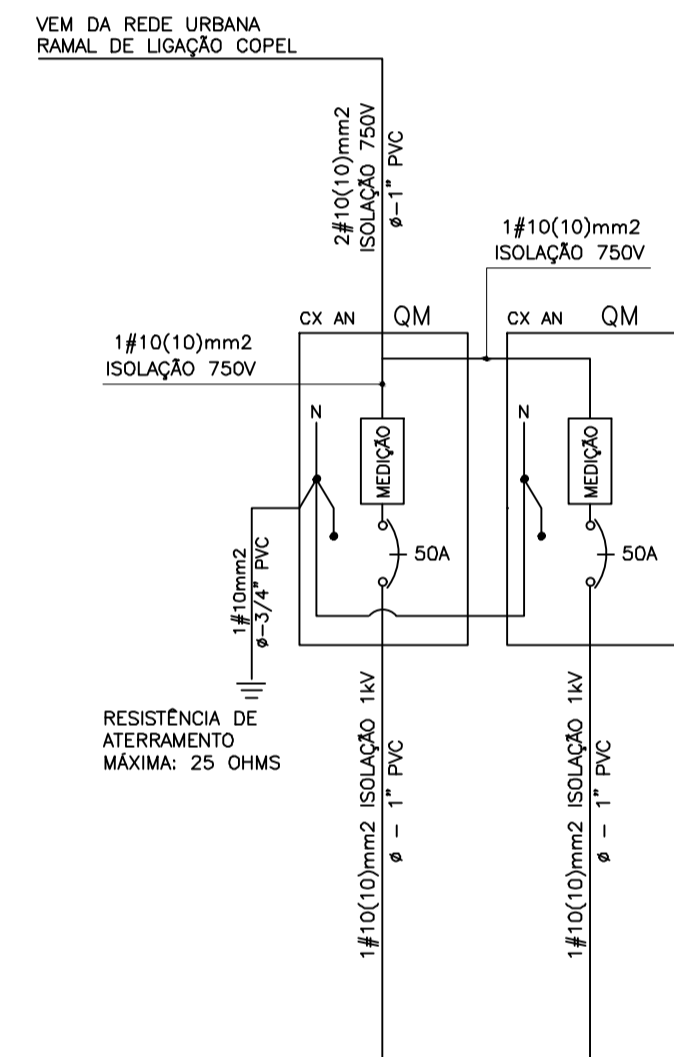 VEM DA REDE URBANA
RAMAL DE LIGAÇÃO COPEL
2#10(10)mm2
ISOLAÇÃO 750V
ø-1" PVC
1#10(10)mm2
ISOLAÇÃO 750V
CX AN QM
CX AN QM
1#10(10)mm2
ISOLAÇÃO 750V
N
MEDIÇÃO
50A
N
MEDIÇÃO
50A
1#10mm2
ø-3/4" PVC
RESISTÊNCIA DE
ATERRAMENTO
MÁXIMA: 25 OHMS
1#10(10)mm2 ISOLAÇÃO 1kV
ø - 1" PVC
1#10(10)mm2 ISOLAÇÃO 1kV
ø - 1" PVC